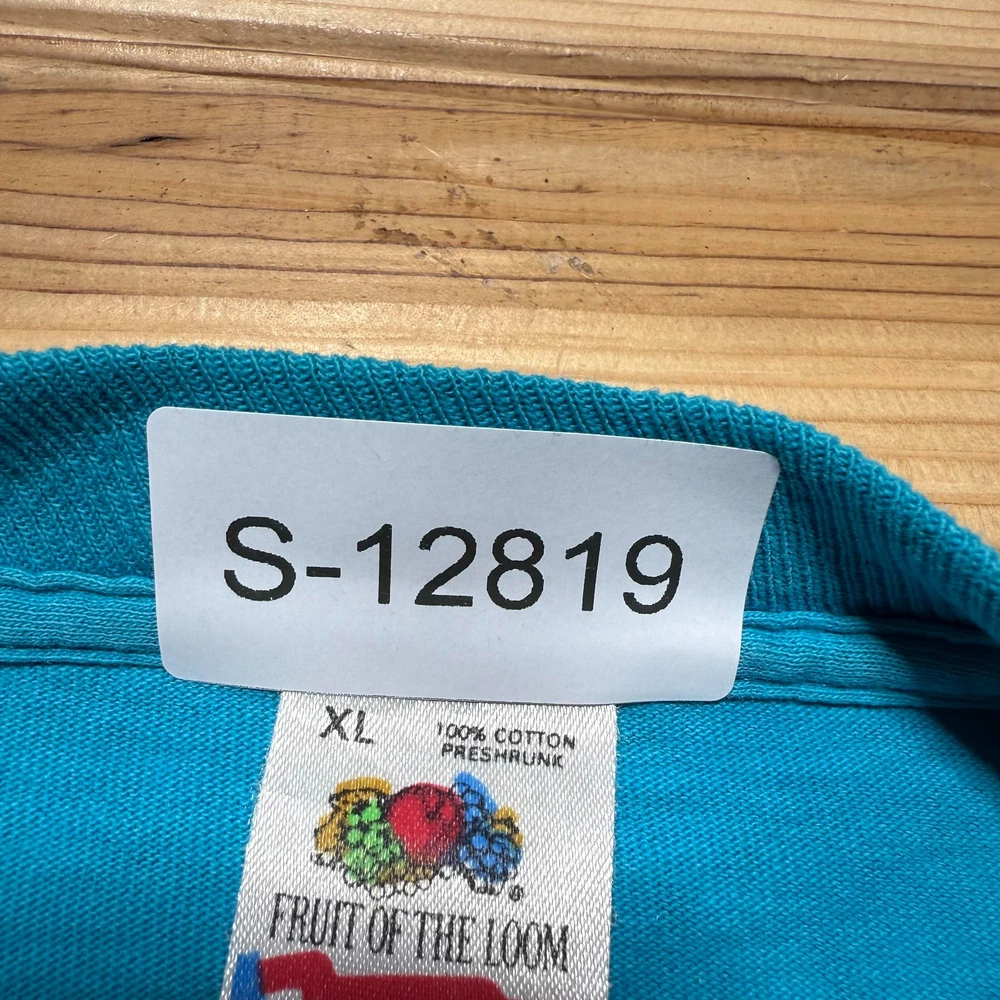 S-12819
XL
100% COTTON
PRESHRUNK
®
FRUIT OF THE LOOM